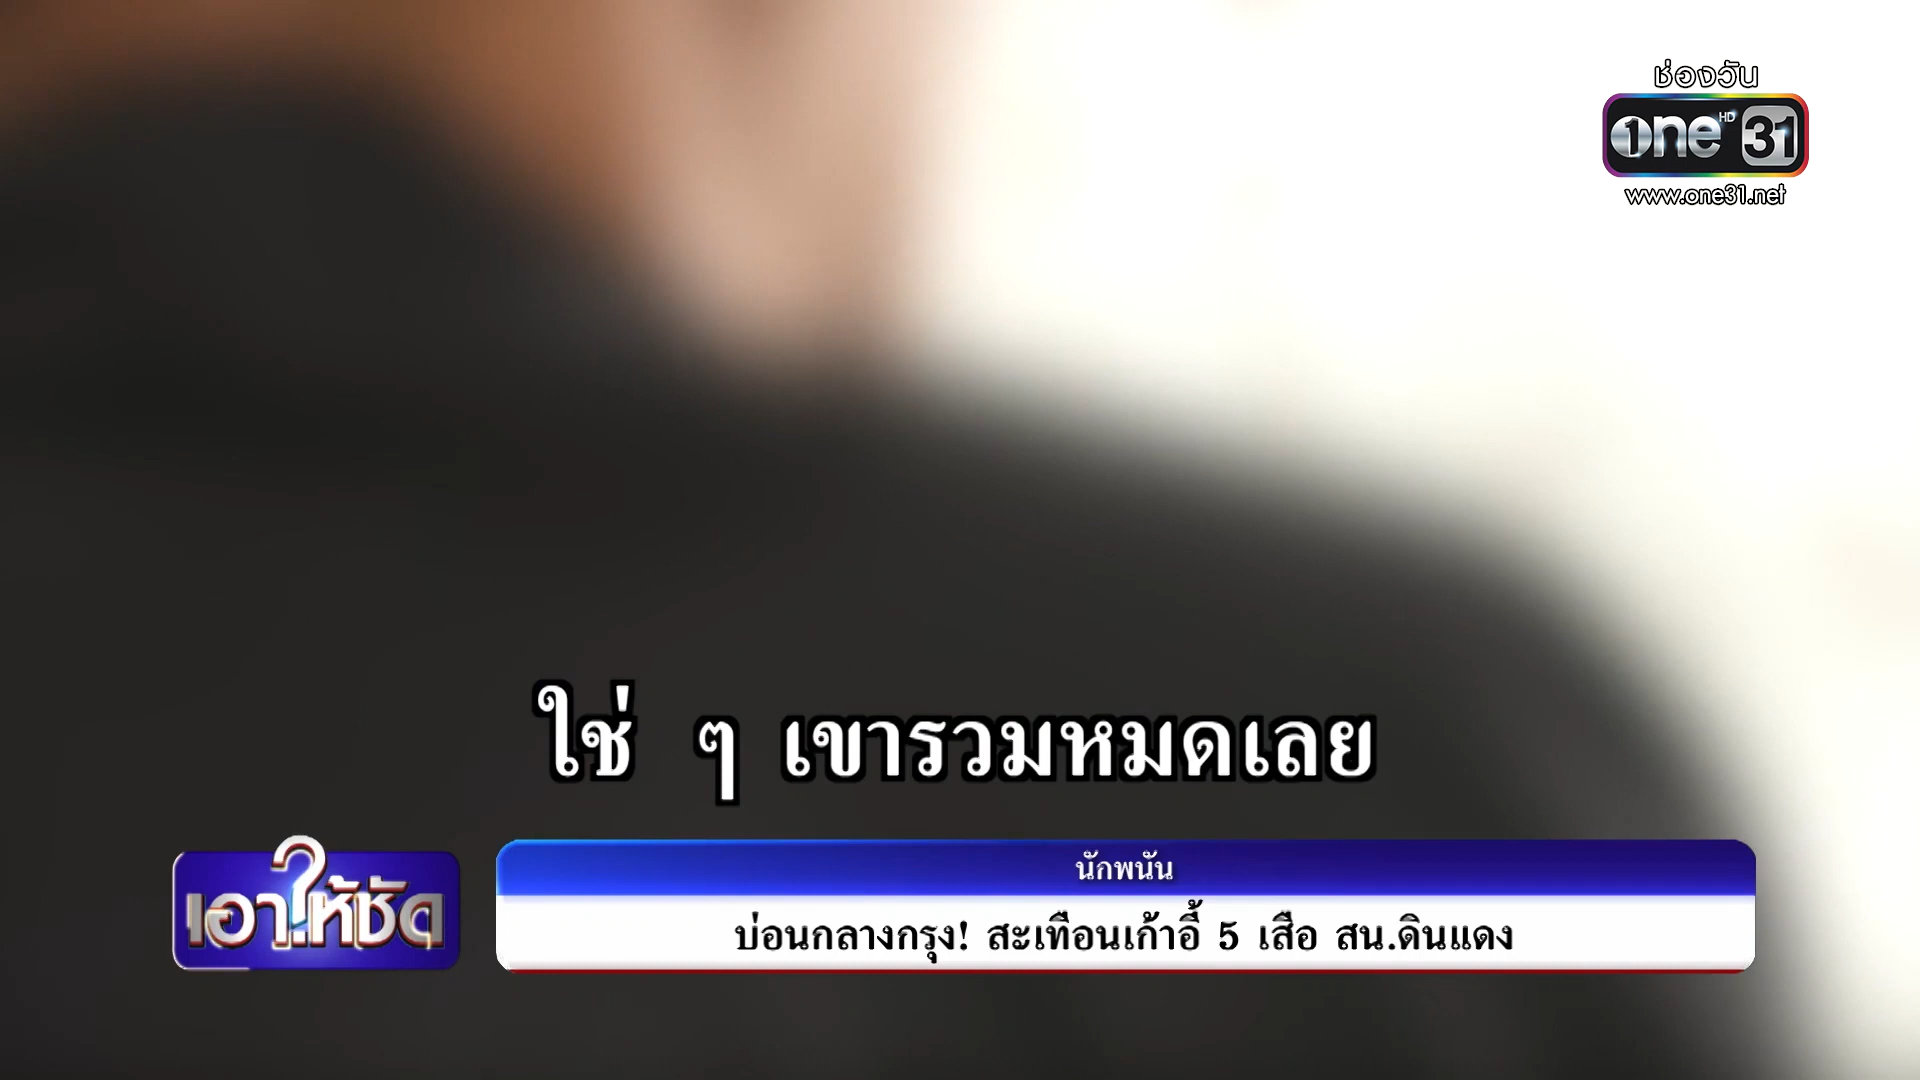 ช่องวัน
one HD 31
www.one31.net
ใช่ ๆ เขารวมหมดเลย
เอาให้ชัด?
นักพนัน
บ่อนกลางกรุง! สะเทือนเก้าอี้ 5 เสือ สน.ดินแดง